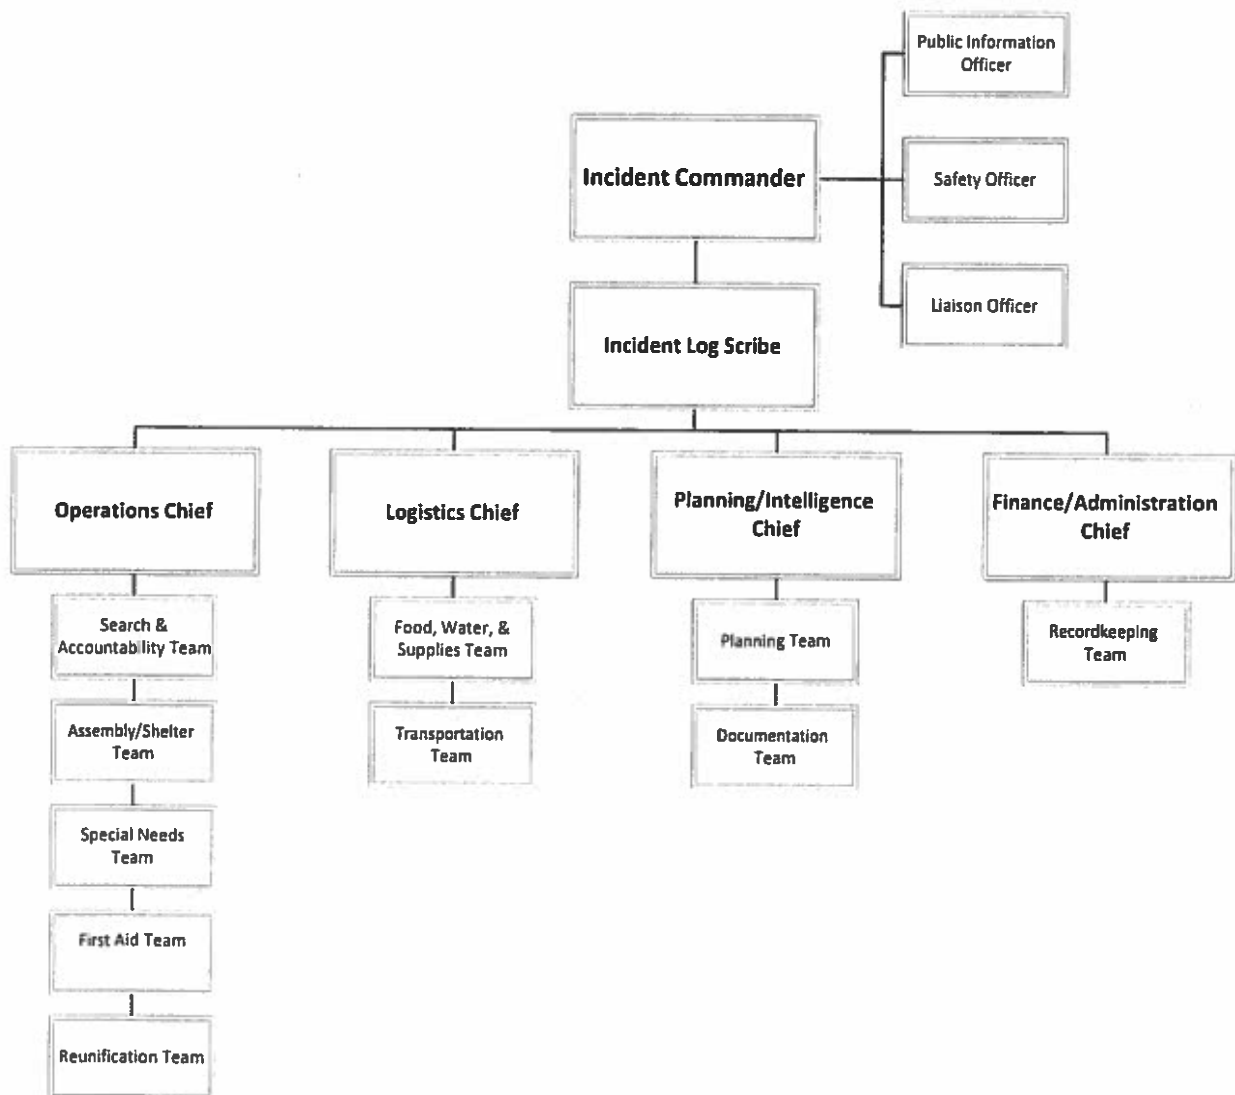 Public Information
Officer
Incident Commander
Safety Officer
Liaison Officer
Incident Log Scribe
Operations Chief
Logistics Chief
Planning/Intelligence
Chief
Finance/Administration
Chief
Search &
Accountability Team
Food, Water, &
Supplies Team
Planning Team
Recordkeeping
Team
Assembly/Shelter
Team
Transportation
Team
Documentation
Team
Special Needs
Team
First Aid Team
Reunification Team